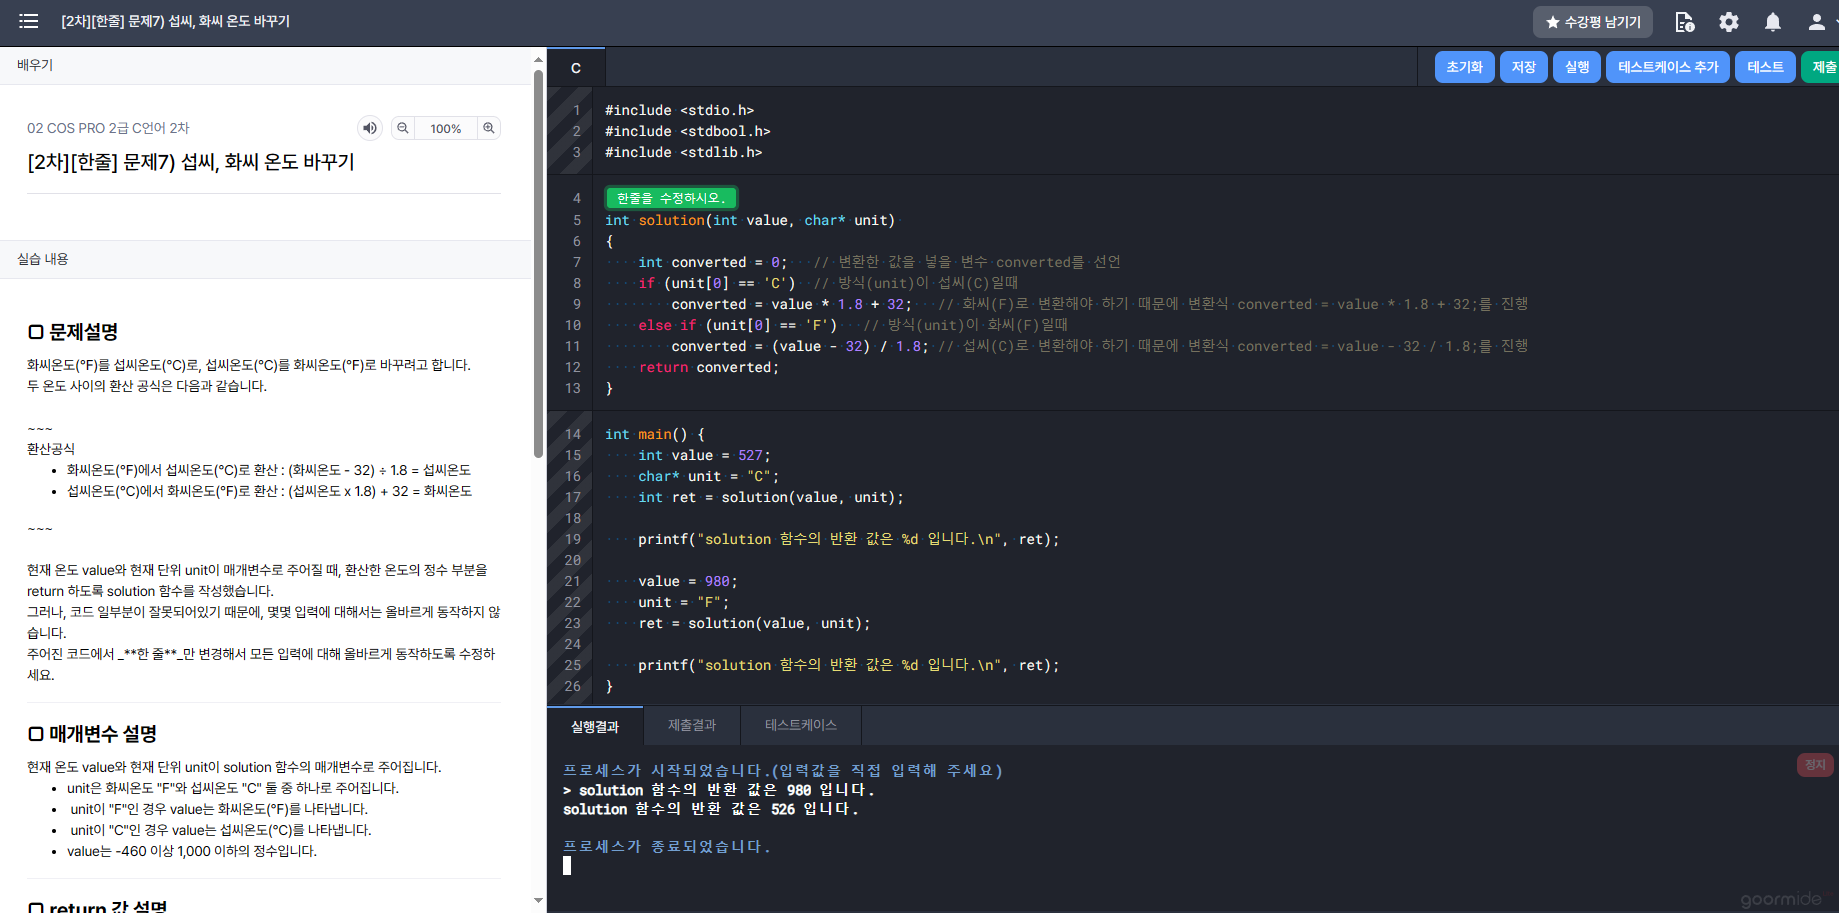 [2차][한줄] 문제7) 섭씨, 화씨 온도 바꾸기
★ 수강평 남기기
배우기
02 COS PRO 2급 C언어 2차
100%
[2차][한줄] 문제7) 섭씨, 화씨 온도 바꾸기
실습 내용
문제설명
화씨온도(°F)를 섭씨온도(°C)로, 섭씨온도(°C)를 화씨온도(°F)로 바꾸려고 합니다.
두 온도 사이의 환산 공식은 다음과 같습니다.
~~~
환산공식
• 화씨온도(°F)에서 섭씨온도(°C)로 환산 : (화씨온도 - 32) ÷ 1.8 = 섭씨온도
• 섭씨온도(°C)에서 화씨온도(°F)로 환산 : (섭씨온도 x 1.8) + 32 = 화씨온도
~~~
현재 온도 value와 현재 단위 unit이 매개변수로 주어질 때, 환산한 온도의 정수 부분을
return 하도록 solution 함수를 작성했습니다.
그러나, 코드 일부분이 잘못되어있기 때문에, 몇몇 입력에 대해서는 올바르게 동작하지 않
습니다.
주어진 코드에서 _**한 줄**_만 변경해서 모든 입력에 대해 올바르게 동작하도록 수정하
세요.
매개변수 설명
현재 온도 value와 현재 단위 unit이 solution 함수의 매개변수로 주어집니다.
• unit은 화씨온도 "F"와 섭씨온도 "C" 둘 중 하나로 주어집니다.
• unit이 "F"인 경우 value는 화씨온도(°F)를 나타냅니다.
• unit이 "C"인 경우 value는 섭씨온도(°C)를 나타냅니다.
• value는 -460 이상 1,000 이하의 정수입니다.
return 값 설명
C
초기화
저장
실행
테스트케이스 추가
테스트
제출
1 #include <stdio.h>
2 #include <stdbool.h>
3 #include <stdlib.h>
4 한줄을 수정하시오.
5 int solution(int value, char* unit)
6 {
7 int converted = 0; // 변환한 값을 넣을 변수 converted를 선언
8 if (unit[0] == 'C') // 방식(unit)이 섭씨(C)일때
9 converted = value * 1.8 + 32; // 화씨(F)로 변환해야 하기 때문에 변환식 converted = value * 1.8 + 32;를 진행
10 else if (unit[0] == 'F') // 방식(unit)이 화씨(F)일때
11 converted = (value - 32) / 1.8; // 섭씨(C)로 변환해야 하기 때문에 변환식 converted = value - 32 / 1.8;를 진행
12 return converted;
13 }
14 int main() {
15 int value = 527;
16 char* unit = "C";
17 int ret = solution(value, unit);
18
19 printf("solution 함수의 반환 값은 %d 입니다.\n", ret);
20
21 value = 980;
22 unit = "F";
23 ret = solution(value, unit);
24
25 printf("solution 함수의 반환 값은 %d 입니다.\n", ret);
26 }
실행결과
제출결과
테스트케이스
프로세스가 시작되었습니다.(입력값을 직접 입력해 주세요)
정지
> solution 함수의 반환 값은 980 입니다.
solution 함수의 반환 값은 526 입니다.
프로세스가 종료되었습니다.
goormide